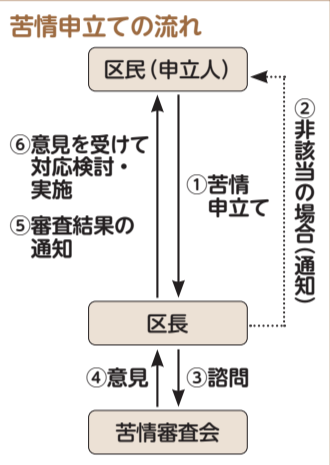 苦情申立ての流れ
区民（申立人）
⑥意見を受けて
対応検討・
実施
⑤審査結果の
通知
①苦情
申立て
②非該当の場合（通知）
区長
④意見
③諮問
苦情審査会